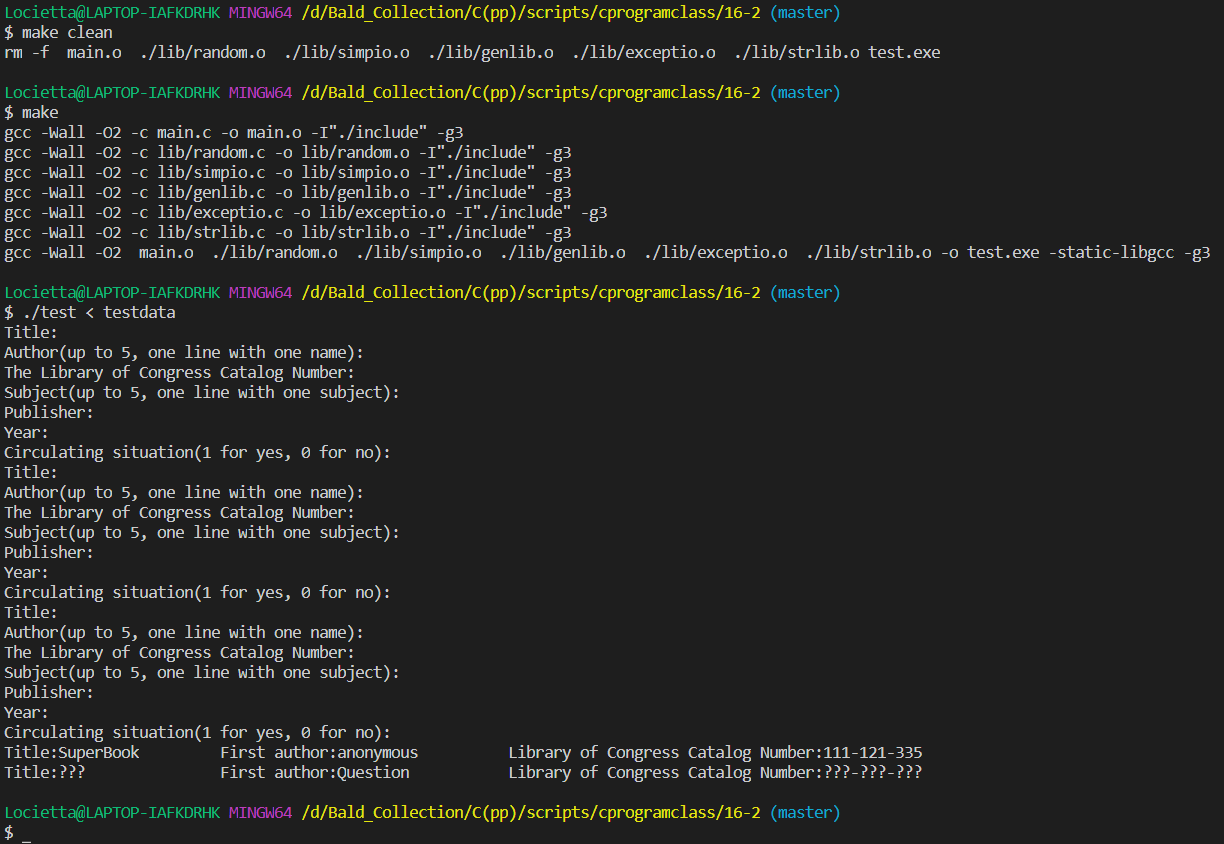 Locietta@LAPTOP-IAFKDRHK MINGW64 /d/Bald_Collection/C(pp)/scripts/cprogramclass/16-2 (master)
$ make clean
rm -f  main.o  ./lib/random.o  ./lib/simpio.o  ./lib/genlib.o  ./lib/exceptio.o  ./lib/strlib.o test.exe
Locietta@LAPTOP-IAFKDRHK MINGW64 /d/Bald_Collection/C(pp)/scripts/cprogramclass/16-2 (master)
$ make
gcc -Wall -O2 -c main.c -o main.o -I"./include" -g3
gcc -Wall -O2 -c lib/random.c -o lib/random.o -I"./include" -g3
gcc -Wall -O2 -c lib/simpio.c -o lib/simpio.o -I"./include" -g3
gcc -Wall -O2 -c lib/genlib.c -o lib/genlib.o -I"./include" -g3
gcc -Wall -O2 -c lib/exceptio.c -o lib/exceptio.o -I"./include" -g3
gcc -Wall -O2 -c lib/strlib.c -o lib/strlib.o -I"./include" -g3
gcc -Wall -O2  main.o  ./lib/random.o  ./lib/simpio.o  ./lib/genlib.o  ./lib/exceptio.o  ./lib/strlib.o -o test.exe -static-libgcc -g3
Locietta@LAPTOP-IAFKDRHK MINGW64 /d/Bald_Collection/C(pp)/scripts/cprogramclass/16-2 (master)
$ ./test < testdata
Title:
Author(up to 5, one line with one name):
The Library of Congress Catalog Number:
Subject(up to 5, one line with one subject):
Publisher:
Year:
Circulating situation(1 for yes, 0 for no):
Title:
Author(up to 5, one line with one name):
The Library of Congress Catalog Number:
Subject(up to 5, one line with one subject):
Publisher:
Year:
Circulating situation(1 for yes, 0 for no):
Title:
Author(up to 5, one line with one name):
The Library of Congress Catalog Number:
Subject(up to 5, one line with one subject):
Publisher:
Year:
Circulating situation(1 for yes, 0 for no):
Title:SuperBook         First author:anonymous          Library of Congress Catalog Number:111-121-335
Title:???               First author:Question           Library of Congress Catalog Number:???-???-???
Locietta@LAPTOP-IAFKDRHK MINGW64 /d/Bald_Collection/C(pp)/scripts/cprogramclass/16-2 (master)
$ _